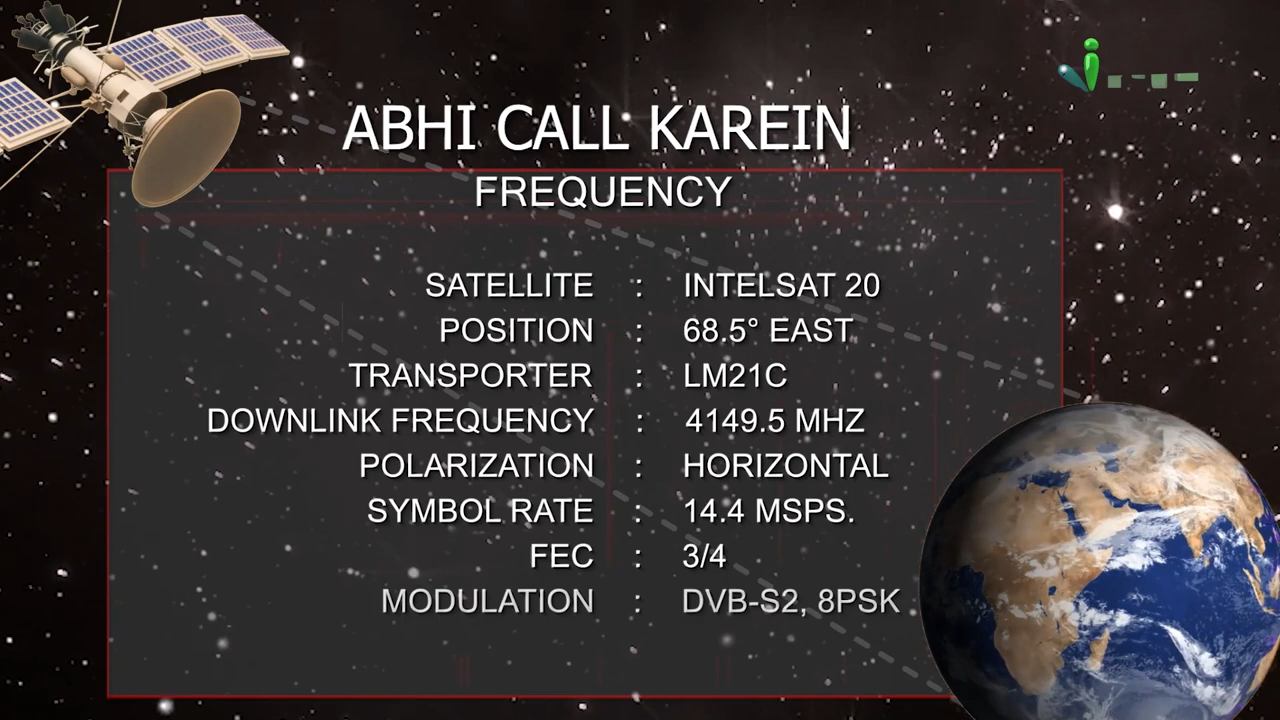 ABHI CALL KAREIN
FREQUENCY
SATELLITE : INTELSAT 20
POSITION : 68.5° EAST
TRANSPORTER : LM21C
DOWNLINK FREQUENCY : 4149.5 MHZ
POLARIZATION : HORIZONTAL
SYMBOL RATE : 14.4 MSPS.
FEC : 3/4
MODULATION : DVB-S2, 8PSK